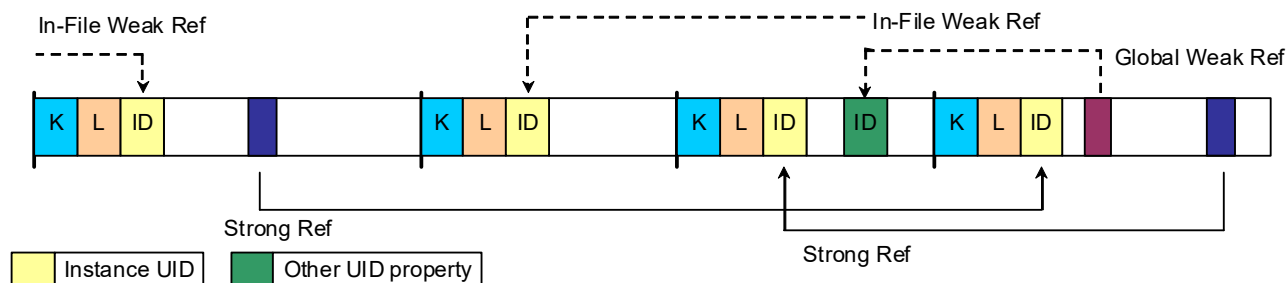 In-File Weak Ref
In-File Weak Ref
Global Weak Ref
K L ID K L ID K L ID ID K L ID
Strong Ref
Strong Ref
Instance UID
Other UID property